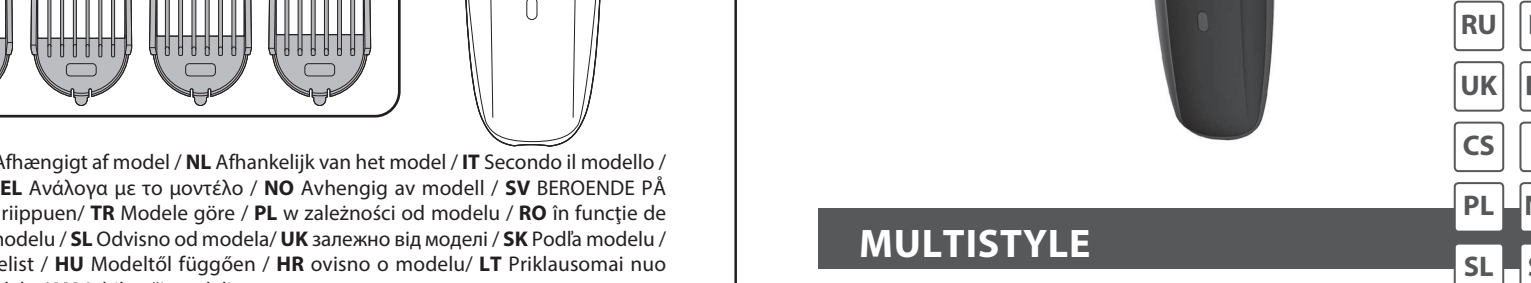 Afhængigt af model / NL Afhankelijk van het model / IT Secondo il modello /
EL Ανάλογα με το μοντέλο / NO Avhengig av modell / SV BEROENDE PÅ
riippuen/ TR Modele göre / PL w zależności od modelu / RO în funcţie de
modelu / SL Odvisno od modela/ UK залежно від моделі / SK Podľa modelu /
elist / HU Modeltől függően / HR ovisno o modelu/ LT Priklausomai nuo
MULTISTYLE
RU
UK
CS
PL
SL